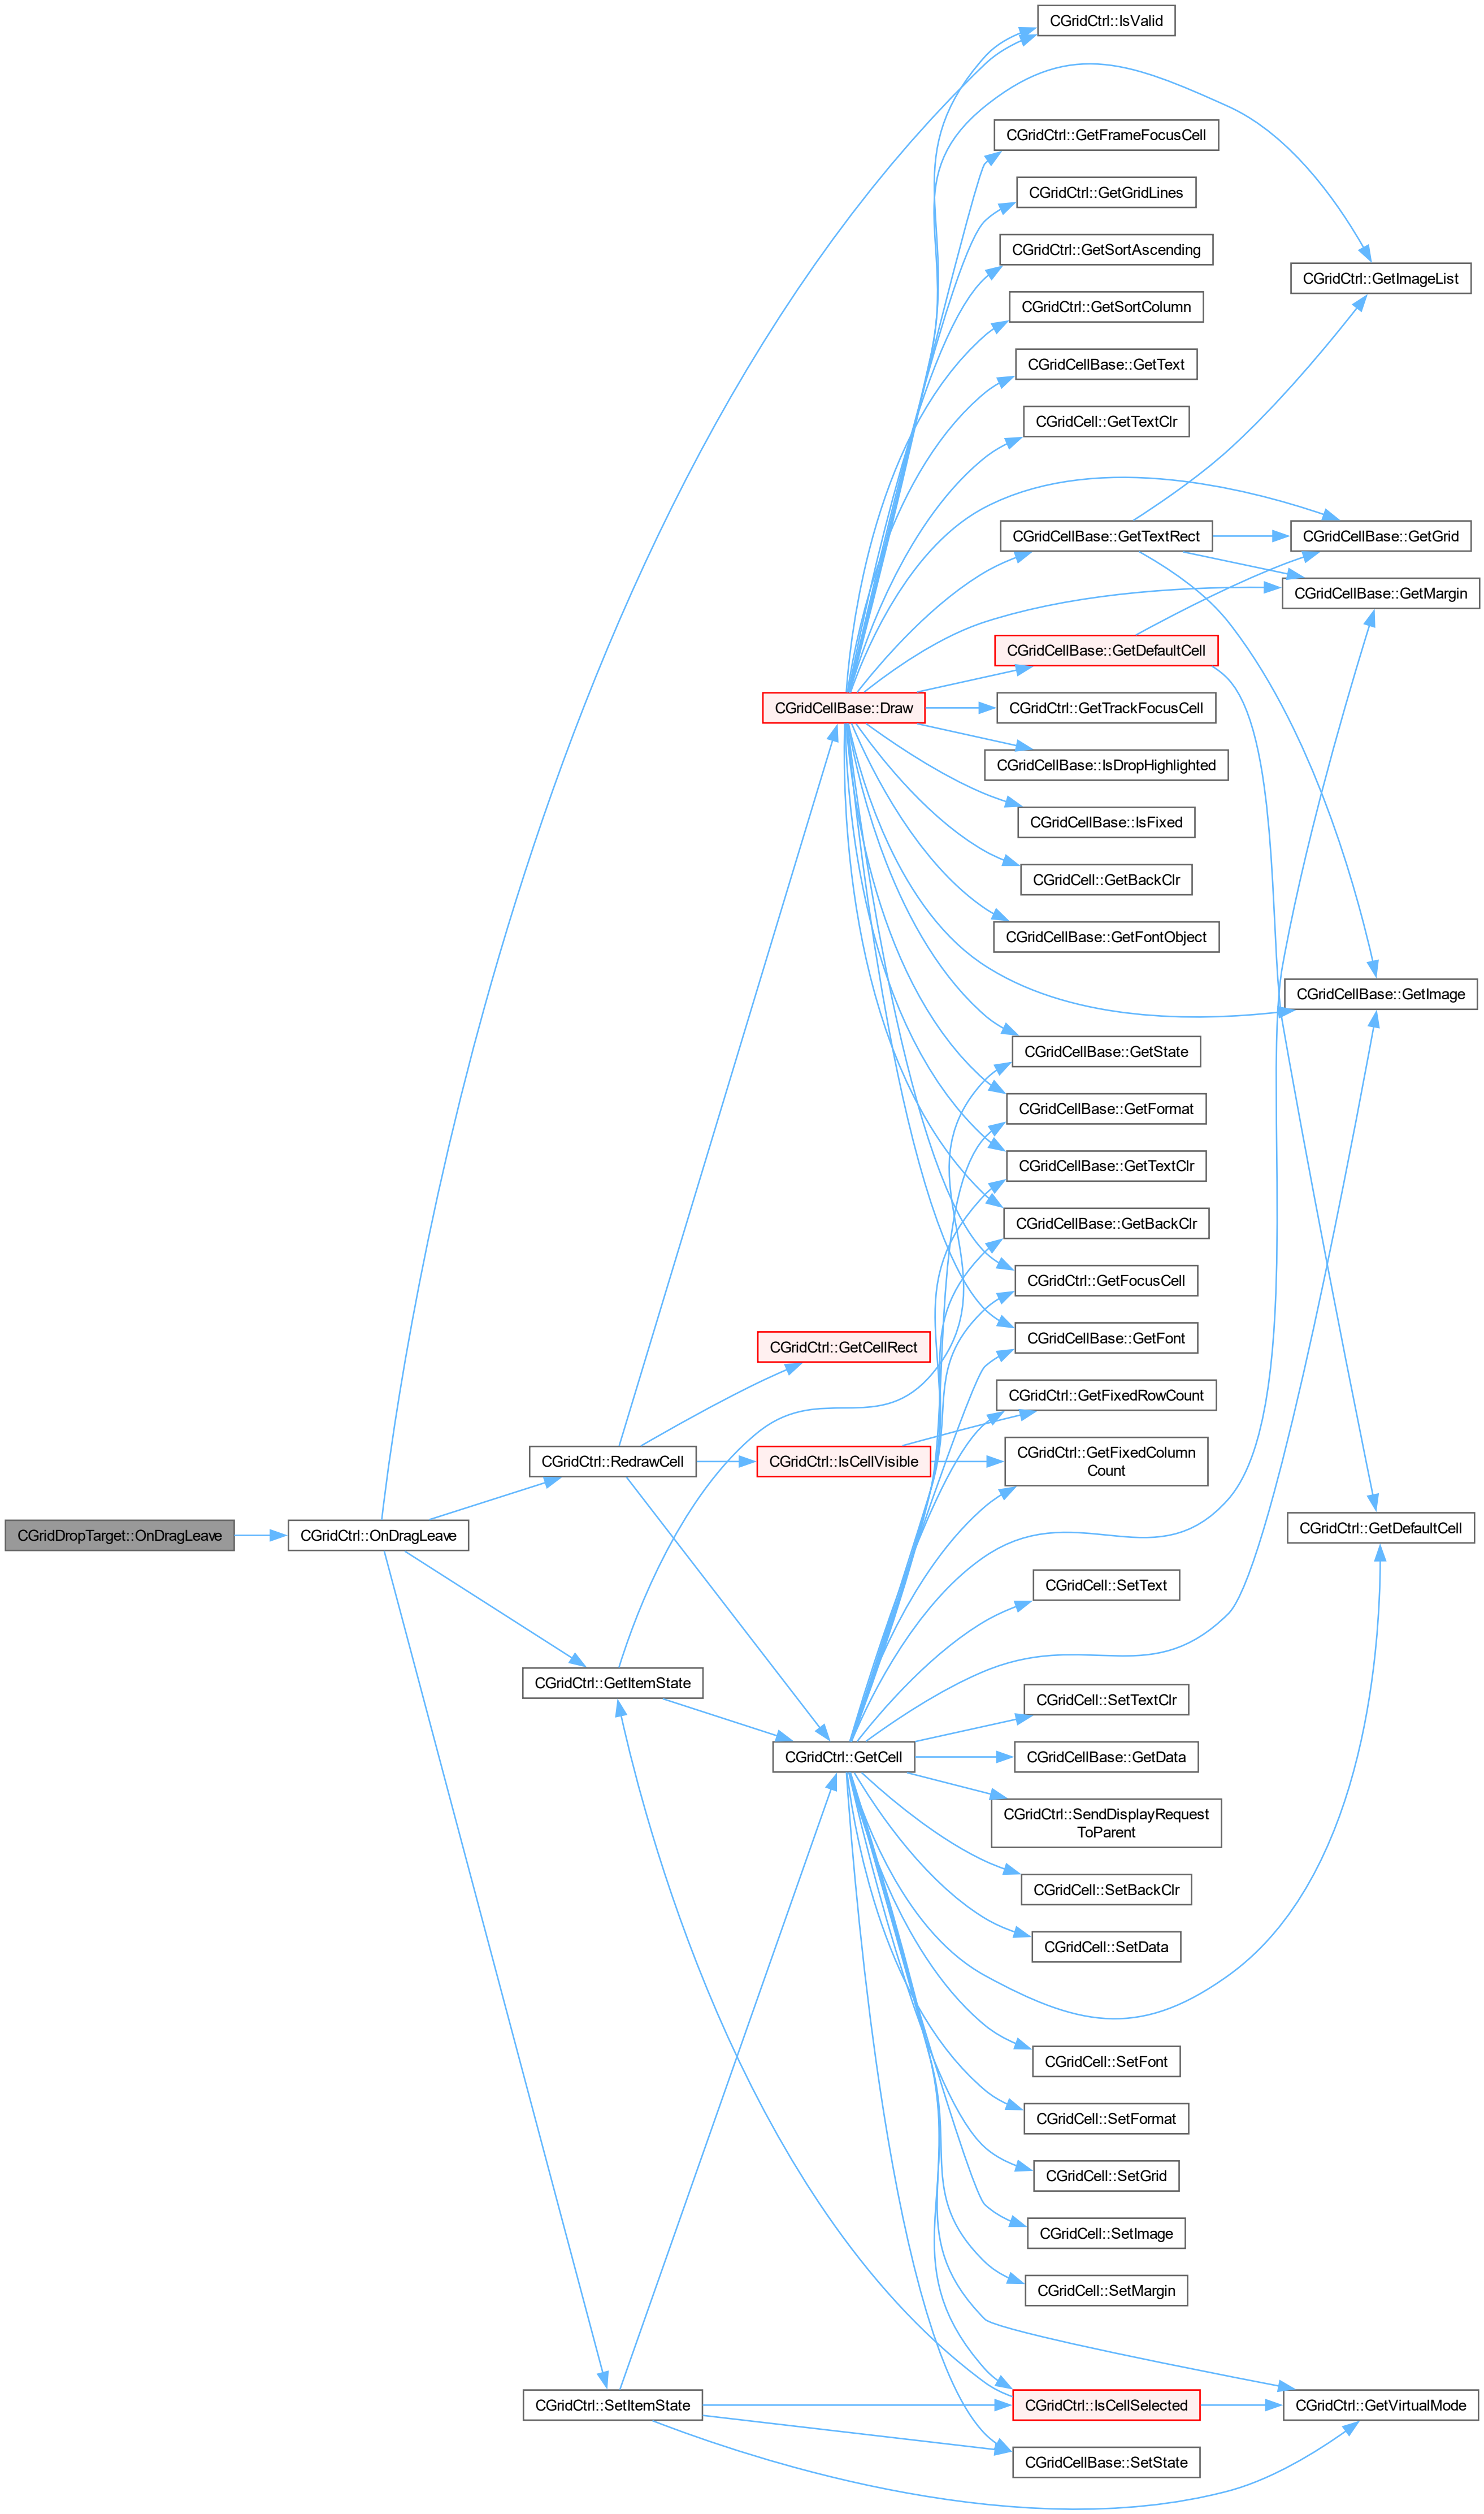 CGridCtrl::IsValid
CGridCtrl::GetFrameFocusCell
CGridCtrl::GetGridLines
CGridCtrl::GetSortAscending
CGridCtrl::GetImageList
CGridCtrl::GetSortColumn
CGridCellBase::GetText
CGridCell::GetTextClr
CGridCellBase::GetTextRect
CGridCellBase::GetGrid
CGridCellBase::GetMargin
CGridCellBase::GetDefaultCell
CGridCellBase::Draw
CGridCtrl::GetTrackFocusCell
CGridCellBase::IsDropHighlighted
CGridCellBase::IsFixed
CGridCell::GetBackClr
CGridCellBase::GetFontObject
CGridCellBase::GetImage
CGridCellBase::GetState
CGridCellBase::GetFormat
CGridCellBase::GetTextClr
CGridCellBase::GetBackClr
CGridCtrl::GetFocusCell
CGridCellBase::GetFont
CGridCtrl::GetCellRect
CGridCtrl::GetFixedRowCount
CGridCtrl::RedrawCell
CGridCtrl::IsCellVisible
CGridCtrl::GetFixedColumn
Count
CGridDropTarget::OnDragLeave
CGridCtrl::OnDragLeave
CGridCtrl::GetDefaultCell
CGridCell::SetText
CGridCtrl::GetItemState
CGridCell::SetTextClr
CGridCtrl::GetCell
CGridCellBase::GetData
CGridCtrl::SendDisplayRequest
ToParent
CGridCell::SetBackClr
CGridCell::SetData
CGridCell::SetFont
CGridCell::SetFormat
CGridCell::SetGrid
CGridCell::SetImage
CGridCell::SetMargin
CGridCtrl::SetItemState
CGridCtrl::IsCellSelected
CGridCtrl::GetVirtualMode
CGridCellBase::SetState